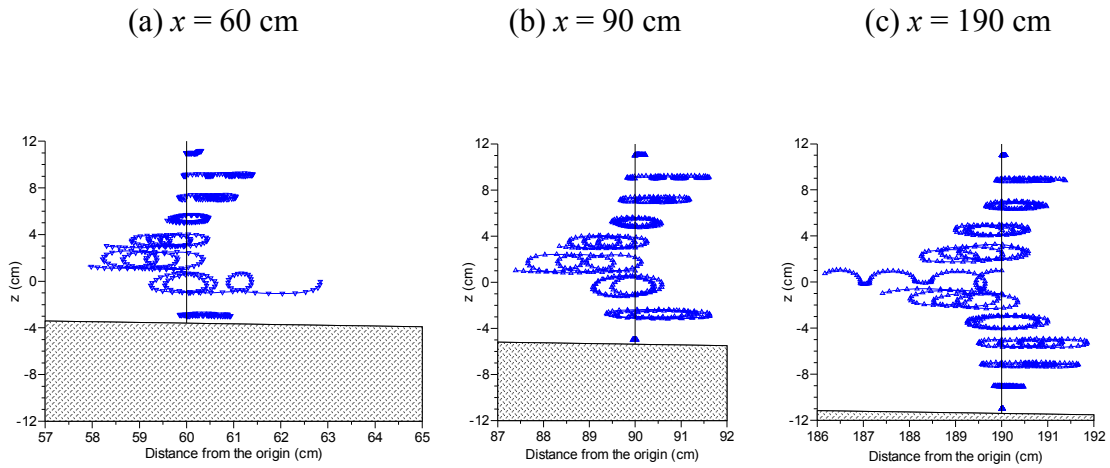 (a) x = 60 cm
(b) x = 90 cm
(c) x = 190 cm
12
8
4
0
-4
-8
-12
z (cm)
57 58 59 60 61 62 63 64 65
Distance from the origin (cm)
12
8
4
0
-4
-8
-12
z (cm)
87 88 89 90 91 92
Distance from the origin (cm)
12
8
4
0
-4
-8
-12
z (cm)
186 187 188 189 190 191 192
Distance from the origin (cm)